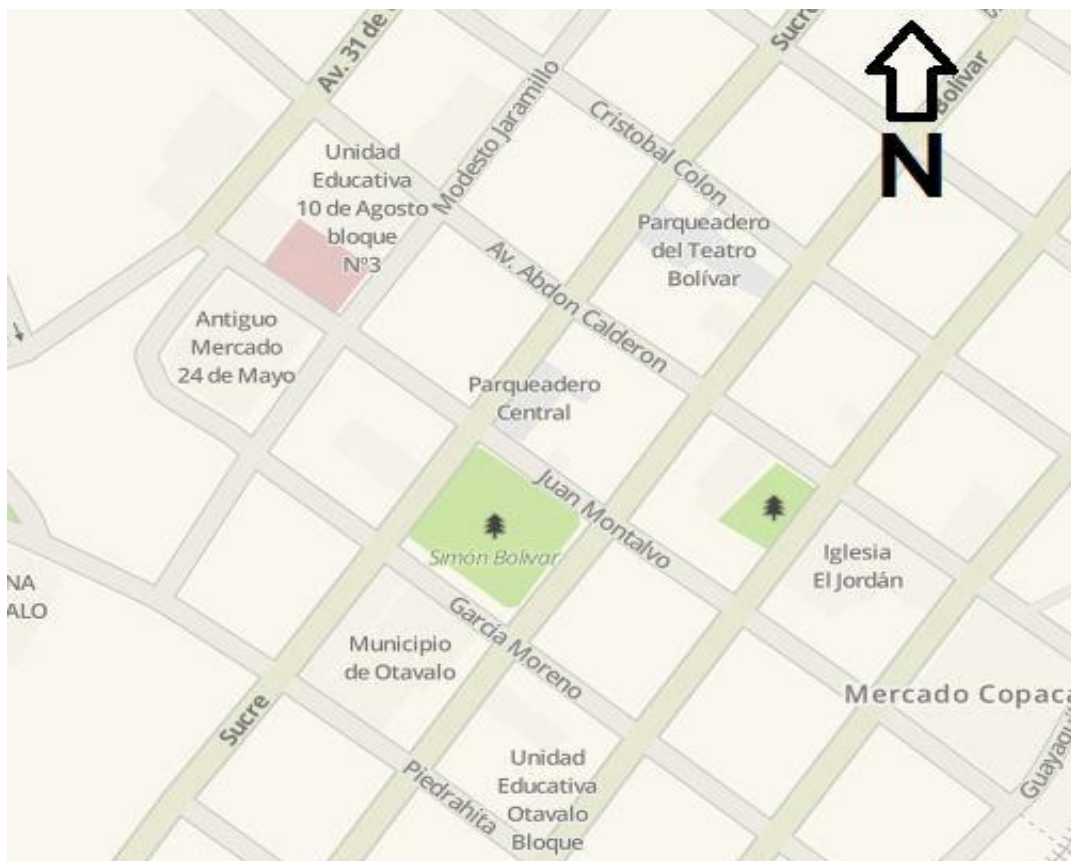 Av. 31 de
Sucre
Bolívar
N
Modesto Jaramillo
Cristobal Colon
Unidad
Educativa
10 de Agosto
bloque
Nº3
Parqueadero
del Teatro
Bolívar
Av. Abdon Calderon
Antiguo
Mercado
24 de Mayo
Parqueadero
Central
Juan Montalvo
Simón Bolivar
Iglesia
El Jordán
NA
ALO
García Moreno
Municipio
de Otavalo
Mercado Copaca
Sucre
Guayaquil
Piedrahita
Unidad
Educativa
Otavalo
Bloque